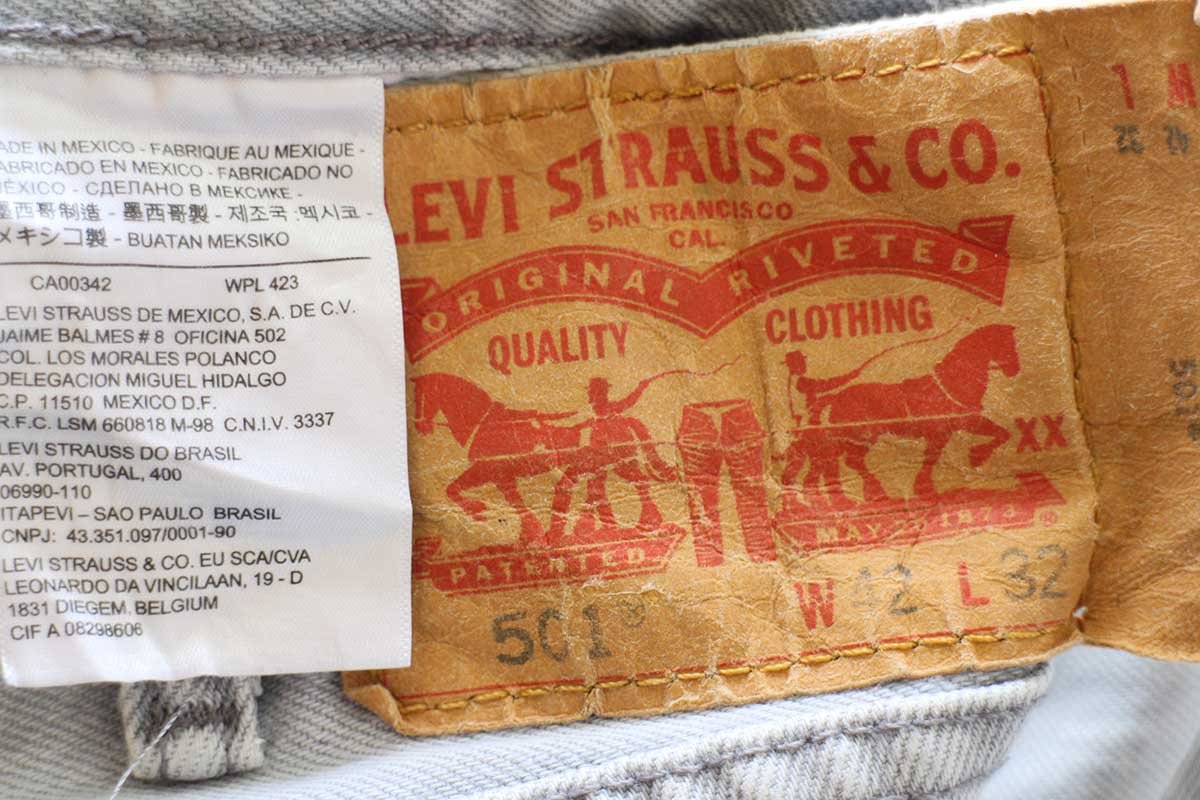 MADE IN MEXICO - FABRIQUE AU MEXIQUE -
FABRICADO EN MEXICO - FABRICADO NO
MÉXICO - СДЕЛАНО В МЕКСИКЕ -
墨西哥制造 - 墨西哥製 - 제조국 :멕시코 -
メキシコ製 - BUATAN MEKSIKO
CA00342 WPL 423
LEVI STRAUSS DE MEXICO, S.A. DE C.V.
JAIME BALMES # 8 OFICINA 502
COL. LOS MORALES POLANCO
DELEGACION MIGUEL HIDALGO
C.P. 11510 MEXICO D.F.
R.F.C. LSM 660818 M-98 C.N.I.V. 3337
LEVI STRAUSS DO BRASIL
AV. PORTUGAL, 400
06990-110
ITAPEVI – SAO PAULO BRASIL
CNPJ: 43.351.097/0001-90
LEVI STRAUSS & CO. EU SCA/CVA
LEONARDO DA VINCILAAN, 19 - D
1831 DIEGEM, BELGIUM
CIF A 08298606
LEVI STRAUSS & CO.
SAN FRANCISCO
CAL.
ORIGINAL RIVETED
QUALITY CLOTHING
XX
PATENTED MAY 20 1873 ®
501® W 42 L 32
L W
32 42
501®